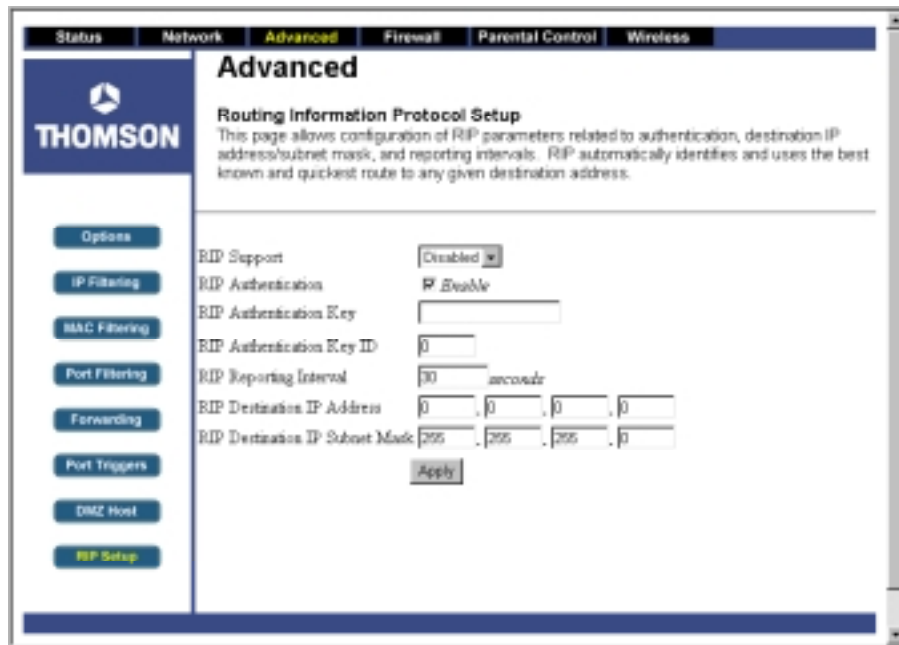 Status Network Advanced Firewall Parental Control Wireless
THOMSON
Advanced
Routing Information Protocol Setup
This page allows configuration of RIP parameters related to authentication, destination IP
address/subnet mask, and reporting intervals. RIP automatically identifies and uses the best
known and quickest route to any given destination address.
Options
IP Filtering
MAC Filtering
Port Filtering
Forwarding
Port Triggers
DMZ Host
RIP Setup
RIP Support Disabled
RIP Authentication Enable
RIP Authentication Key
RIP Authentication Key ID 0
RIP Reporting Interval 30 seconds
RIP Destination IP Address 0 . 0 . 0 . 0
RIP Destination IP Subnet Mask 255 . 255 . 255 . 0
Apply